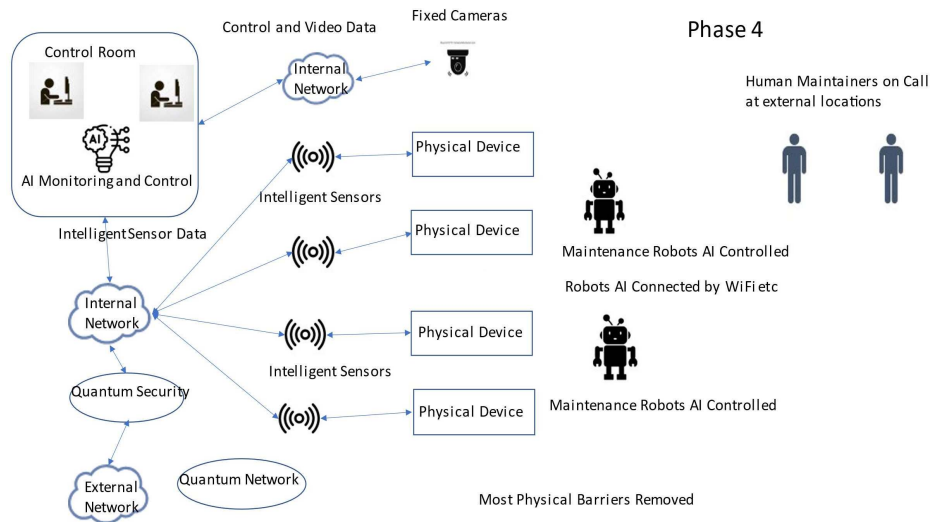 Phase 4
Control Room
AI
AI Monitoring and Control
Control and Video Data
Internal
Network
Fixed Cameras
Human Maintainers on Call
at external locations
Physical Device
Intelligent Sensors
Physical Device
IntelligentSensor Data
Maintenance Robots AI Controlled
Robots AI Connected by WiFi etc
Internal
Network
Physical Device
Intelligent Sensors
Quantum Security
Physical Device
Maintenance Robots AI Controlled
External
Network
Quantum Network
Most Physical Barriers Removed